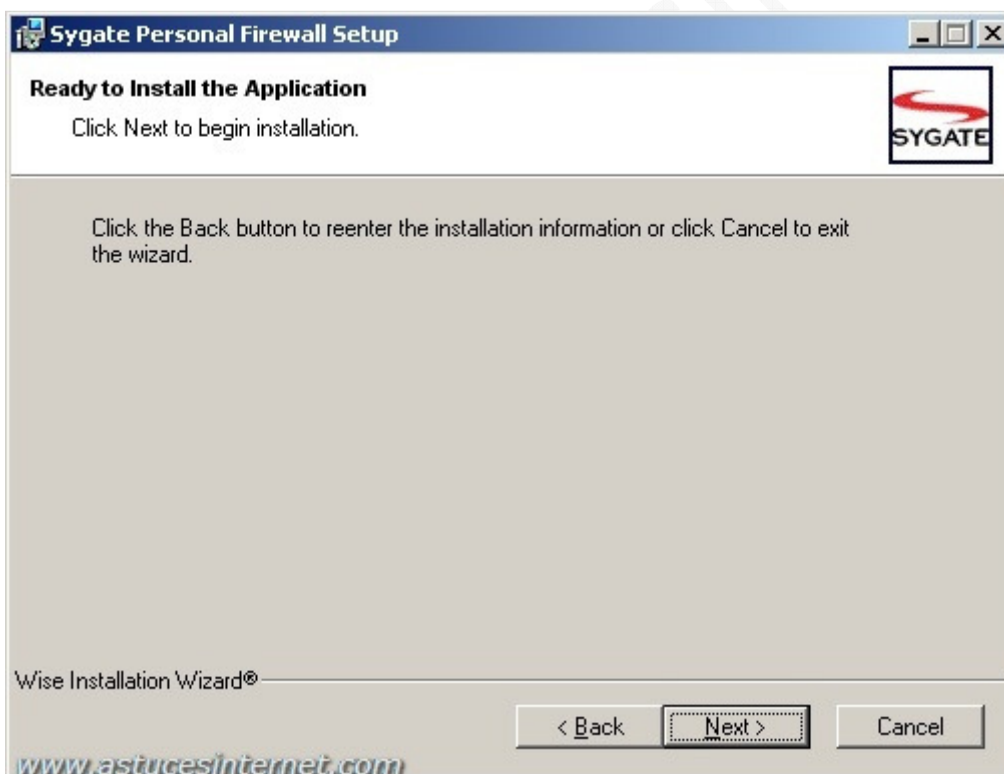 Sygate Personal Firewall Setup
Ready to Install the Application
Click Next to begin installation.
SYGATE
Click the Back button to reenter the installation information or click Cancel to exit
the wizard.
Wise Installation Wizard®
< Back
Next >
Cancel
www.astucesinternet.com